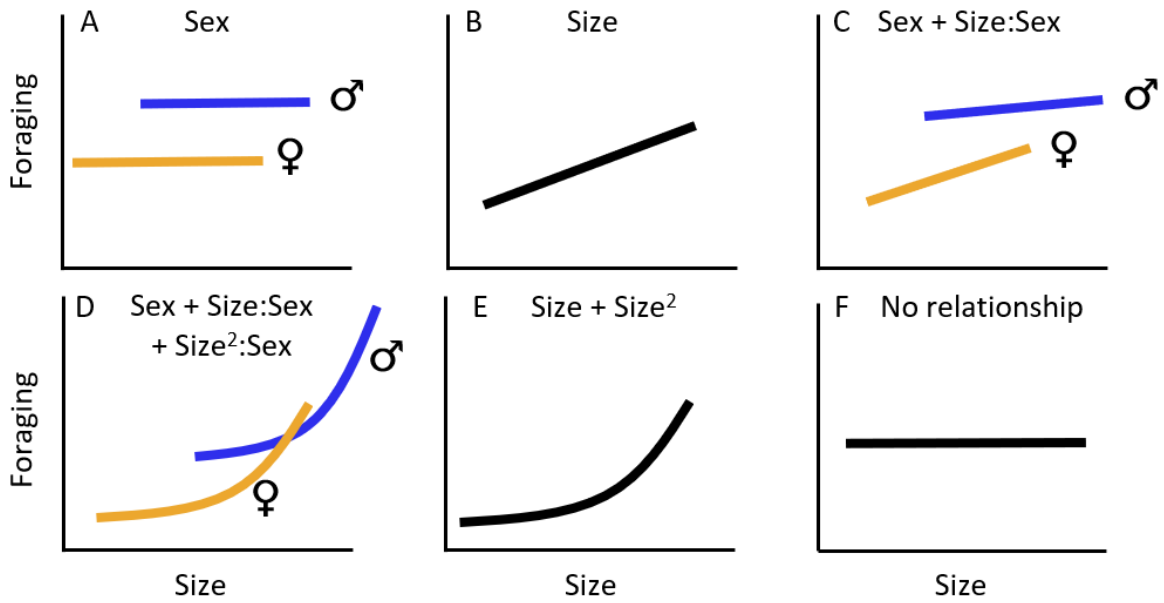 A Sex
B Size
C Sex + Size:Sex
Foraging
♂
♀
♂
♀
D Sex + Size:Sex
+ Size²:Sex
E Size + Size²
F No relationship
Foraging
♂
♀
Size
Size
Size